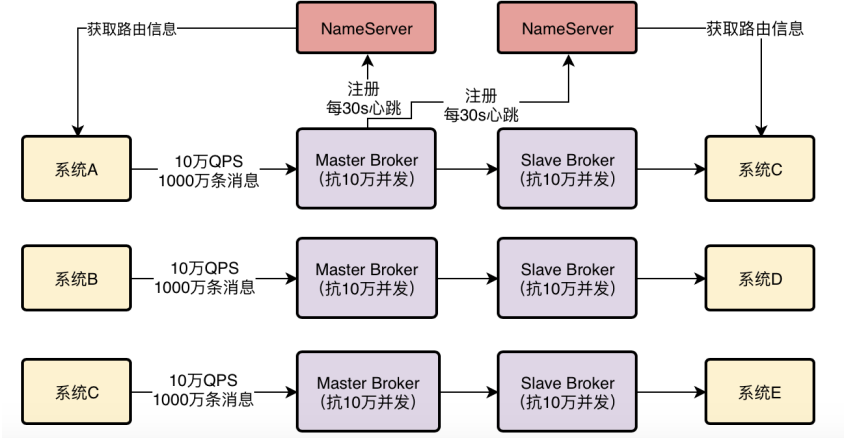 NameServer
NameServer
获取路由信息
获取路由信息
注册
每30s心跳
注册
每30s心跳
系统A
10万QPS
1000万条消息
Master Broker
(抗10万并发)
Slave Broker
(抗10万并发)
系统C
系统B
10万QPS
1000万条消息
Master Broker
(抗10万并发)
Slave Broker
(抗10万并发)
系统D
系统C
10万QPS
1000万条消息
Master Broker
(抗10万并发)
Slave Broker
(抗10万并发)
系统E